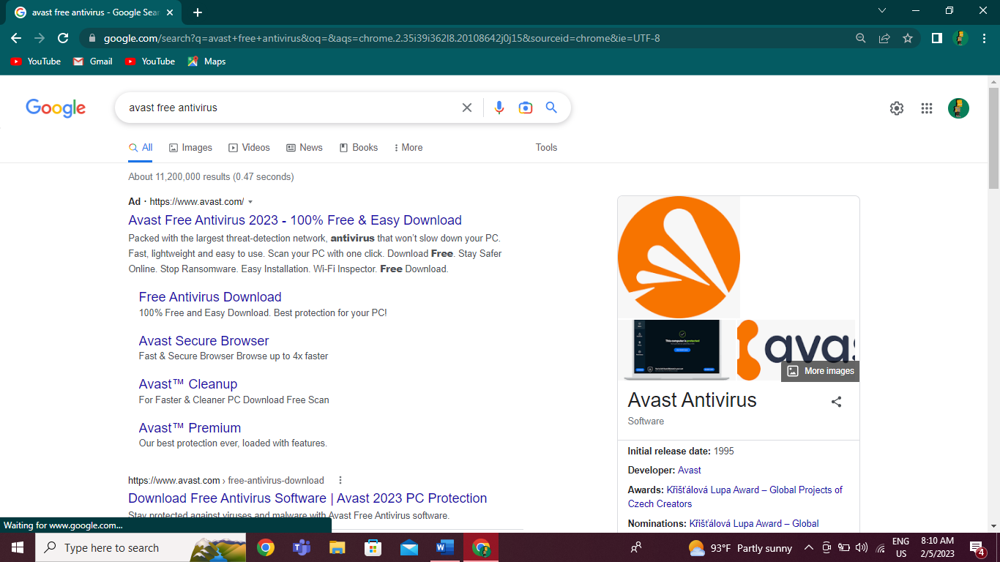 avast free antivirus - Google Sear
google.com/search?q=avast+free+antivirus&oq=&aqs=chrome.2.35i39i362l8.20108642j0j15&sourceid=chrome&ie=UTF-8
YouTube Gmail YouTube Maps
Google avast free antivirus
All Images Videos News Books More Tools
About 11,200,000 results (0.47 seconds)
Ad · https://www.avast.com/
Avast Free Antivirus 2023 - 100% Free & Easy Download
Packed with the largest threat-detection network, antivirus that won't slow down your PC.
Fast, lightweight and easy to use. Scan your PC with one click. Download Free. Stay Safer
Online. Stop Ransomware. Easy Installation. Wi-Fi Inspector. Free Download.
Free Antivirus Download
100% Free and Easy Download. Best protection for your PC!
Avast Secure Browser
Fast & Secure Browser Browse up to 4x faster
Avast™ Cleanup
For Faster & Cleaner PC Download Free Scan
Avast™ Premium
Our best protection ever, loaded with features.
https://www.avast.com › free-antivirus-download
Download Free Antivirus Software | Avast 2023 PC Protection
Stay protected against viruses and malware with Avast Free Antivirus software.
This computer is protected
avas
More images
Avast Antivirus
Software
Initial release date: 1995
Developer: Avast
Awards: Křišťálová Lupa Award – Global Projects of
Czech Creators
Nominations: Křišťálová Lupa Award – Global
Waiting for www.google.com...
Type here to search
93°F Partly sunny
ENG
US
8:10 AM
2/5/2023
4